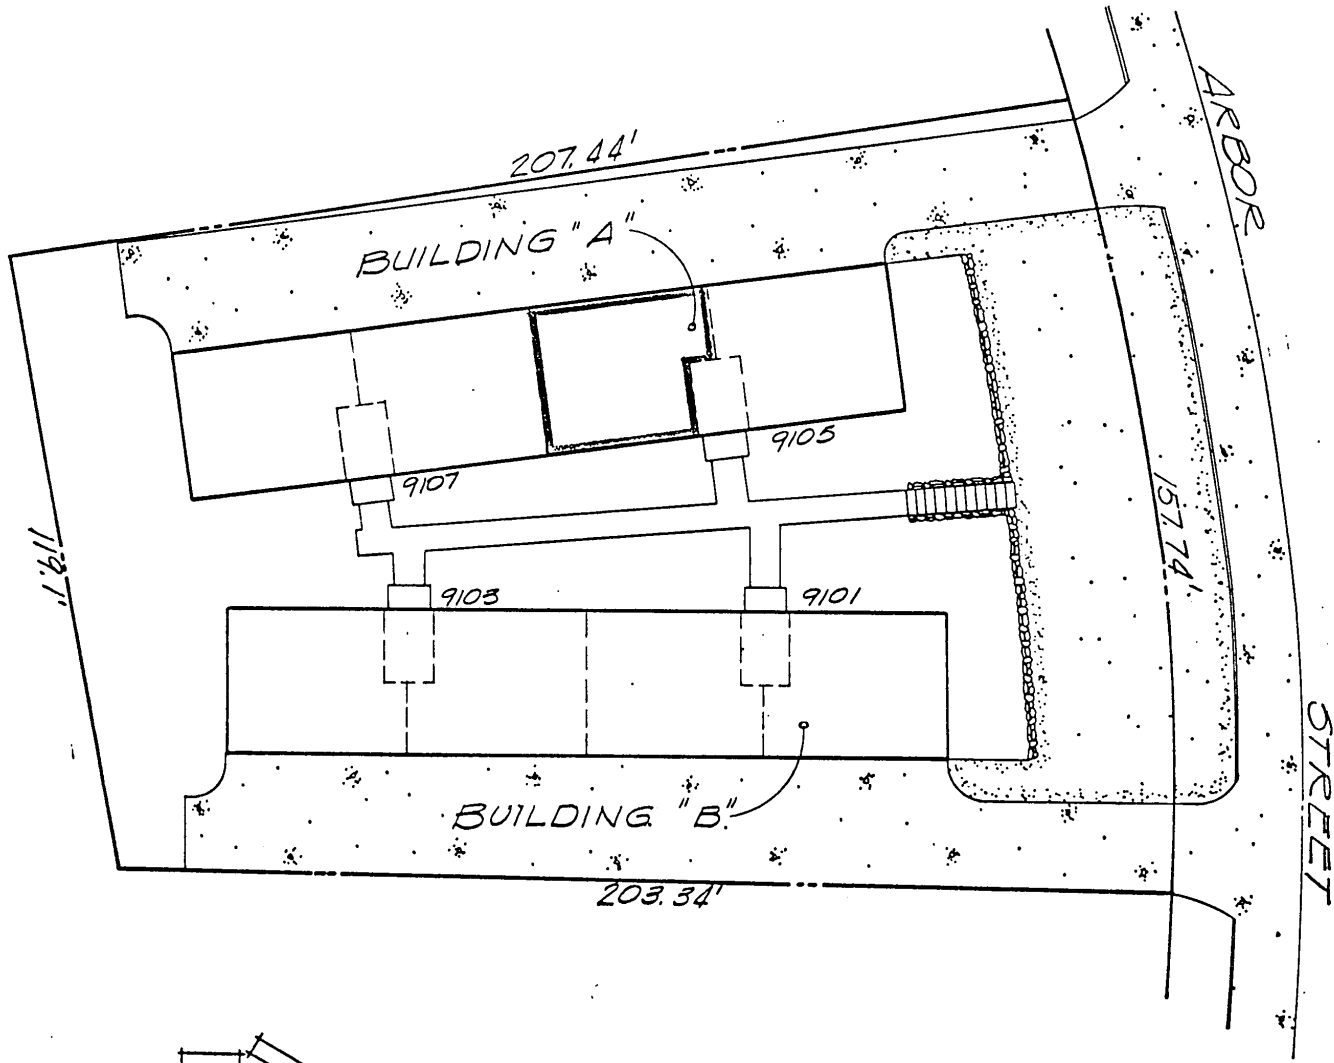 ARBOR
207.44'
BUILDING "A"
9105
9107
157.74'
119.1'
9103
9101
STREET
BUILDING "B"
203.34'